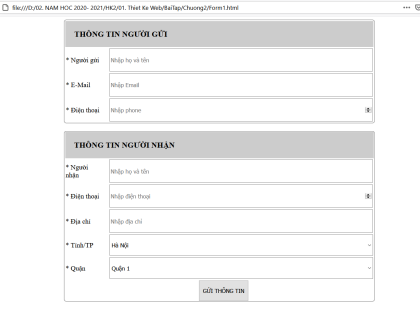 file:///D:/02. NAM HOC 2020- 2021/HK2/01. Thiet Ke Web/BaiTap/Chuong2/Form1.html
THÔNG TIN NGƯỜI GỬI
* Người gửi
Nhập họ và tên
* E-Mail
Nhập Email
* Điện thoại
Nhập phone
THÔNG TIN NGƯỜI NHẬN
* Người
nhận
Nhập họ và tên
* Điện thoại
Nhập điện thoại
* Địa chỉ
Nhập địa chỉ
* Tỉnh/TP
Hà Nội
* Quận
Quận 1
GỬI THÔNG TIN